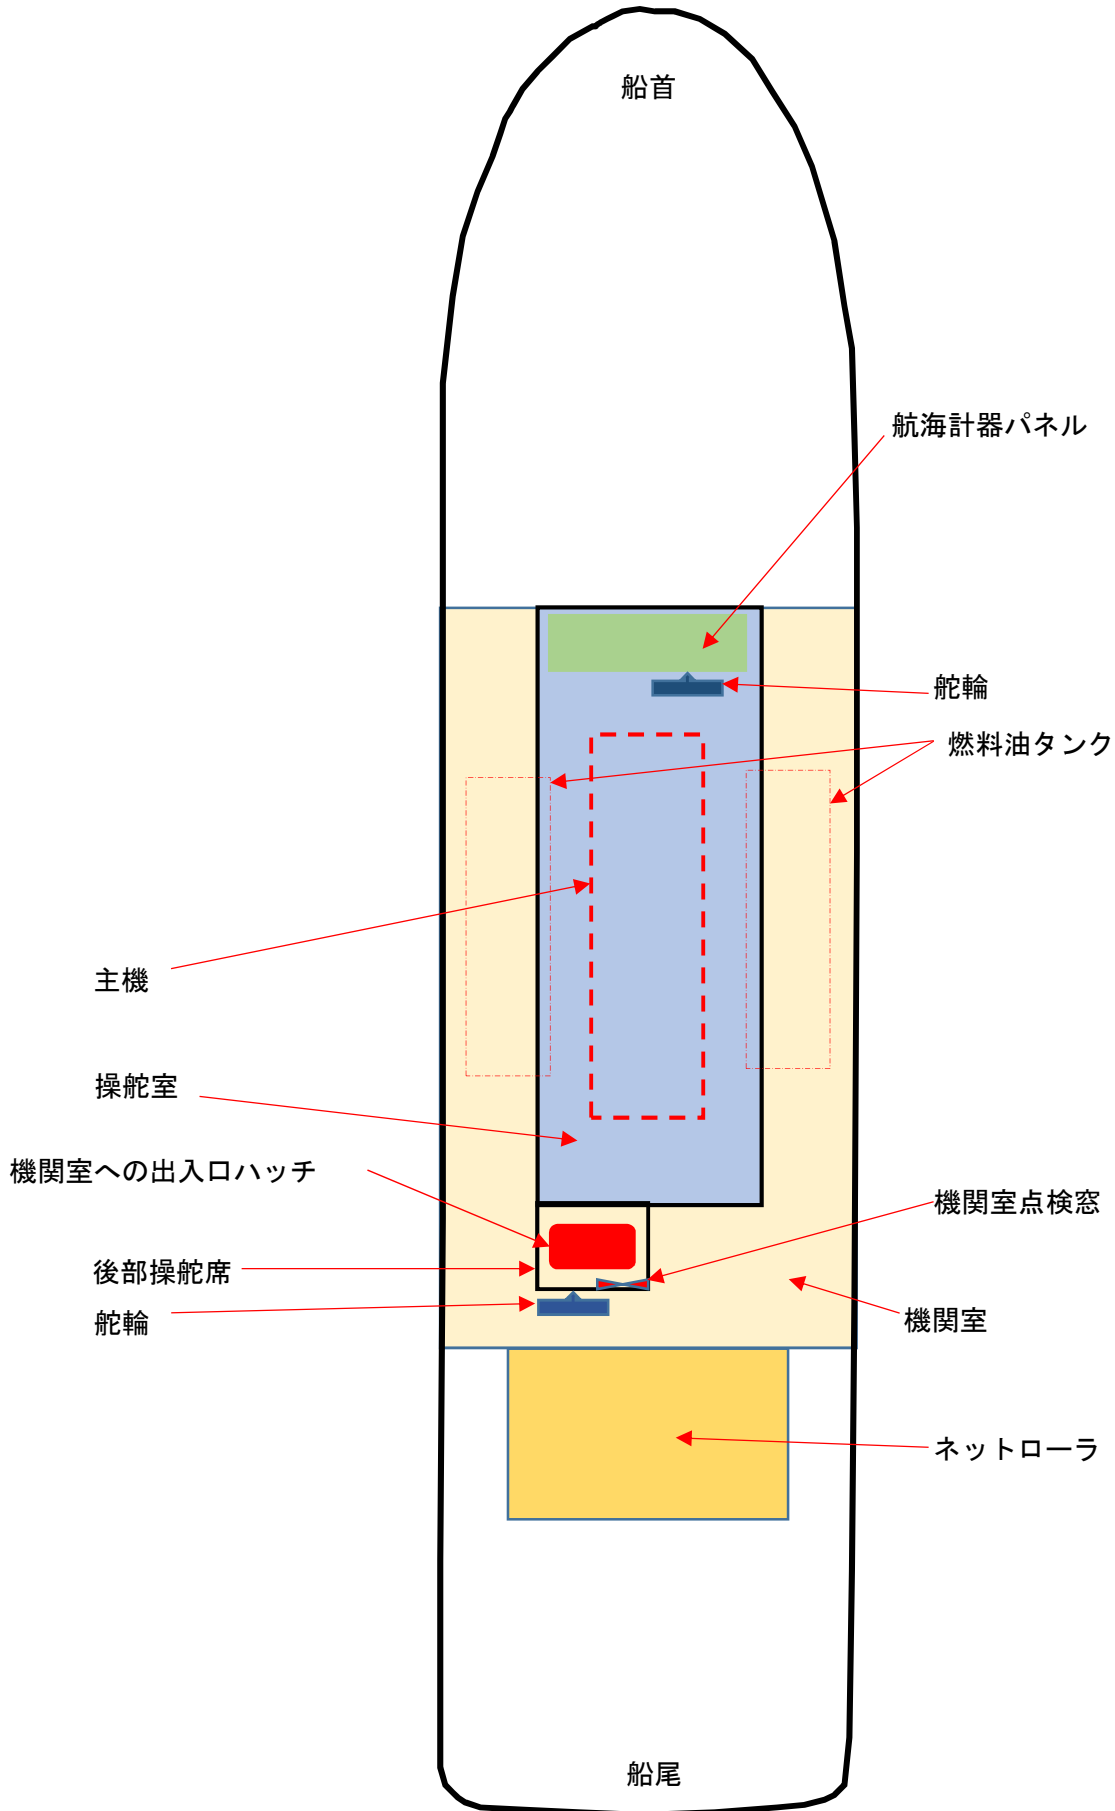 船首
航海計器パネル
舵輪
燃料油タンク
主機
操舵室
機関室への出入口ハッチ
機関室点検窓
後部操舵席
舵輪
機関室
ネットローラ
船尾